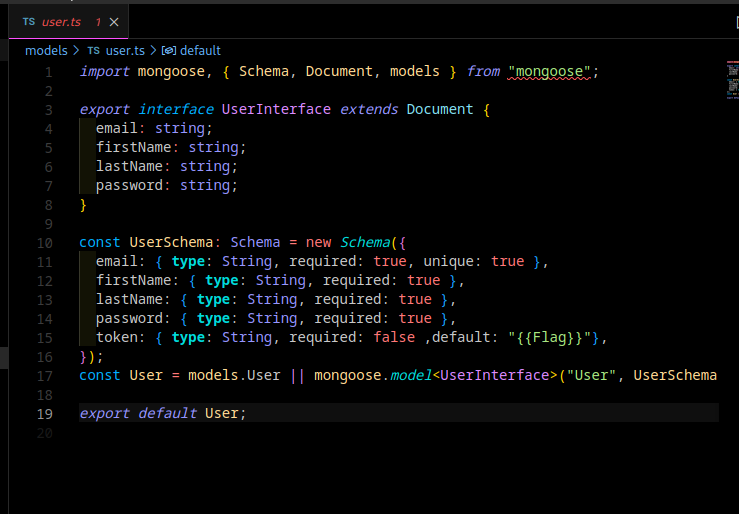 TS user.ts 1 ×
models > TS user.ts > default
1 import mongoose, { Schema, Document, models } from "mongoose";
2
3 export interface UserInterface extends Document {
4   email: string;
5   firstName: string;
6   lastName: string;
7   password: string;
8 }
9
10 const UserSchema: Schema = new Schema({
11   email: { type: String, required: true, unique: true },
12   firstName: { type: String, required: true },
13   lastName: { type: String, required: true },
14   password: { type: String, required: true },
15   token: { type: String, required: false ,default: "{{Flag}}"},
16 });
17 const User = models.User || mongoose.model<UserInterface>("User", UserSchema
18
19 export default User;
20